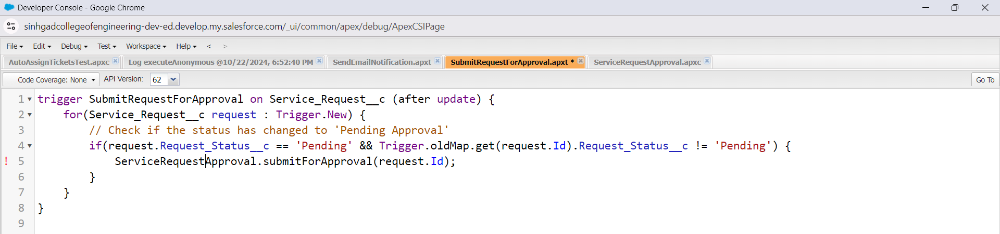 Developer Console - Google Chrome
sinhgadcollegeofengineering-dev-ed.develop.my.salesforce.com/_ui/common/apex/debug/ApexCSIPage
File Edit Debug Test Workspace Help < >
AutoAssignTicketsTest.apxc Log executeAnonymous @10/22/2024, 6:52:40 PM SendEmailNotification.apxt SubmitRequestForApproval.apxt * ServiceRequestApproval.apxc
Code Coverage: None API Version: 62 Go To
1 trigger SubmitRequestForApproval on Service_Request__c (after update) {
2 for(Service_Request__c request : Trigger.New) {
3 // Check if the status has changed to 'Pending Approval'
4 if(request.Request_Status__c == 'Pending' && Trigger.oldMap.get(request.Id).Request_Status__c != 'Pending') {
! 5 ServiceRequestApproval.submitForApproval(request.Id);
6 }
7 }
8 }
9